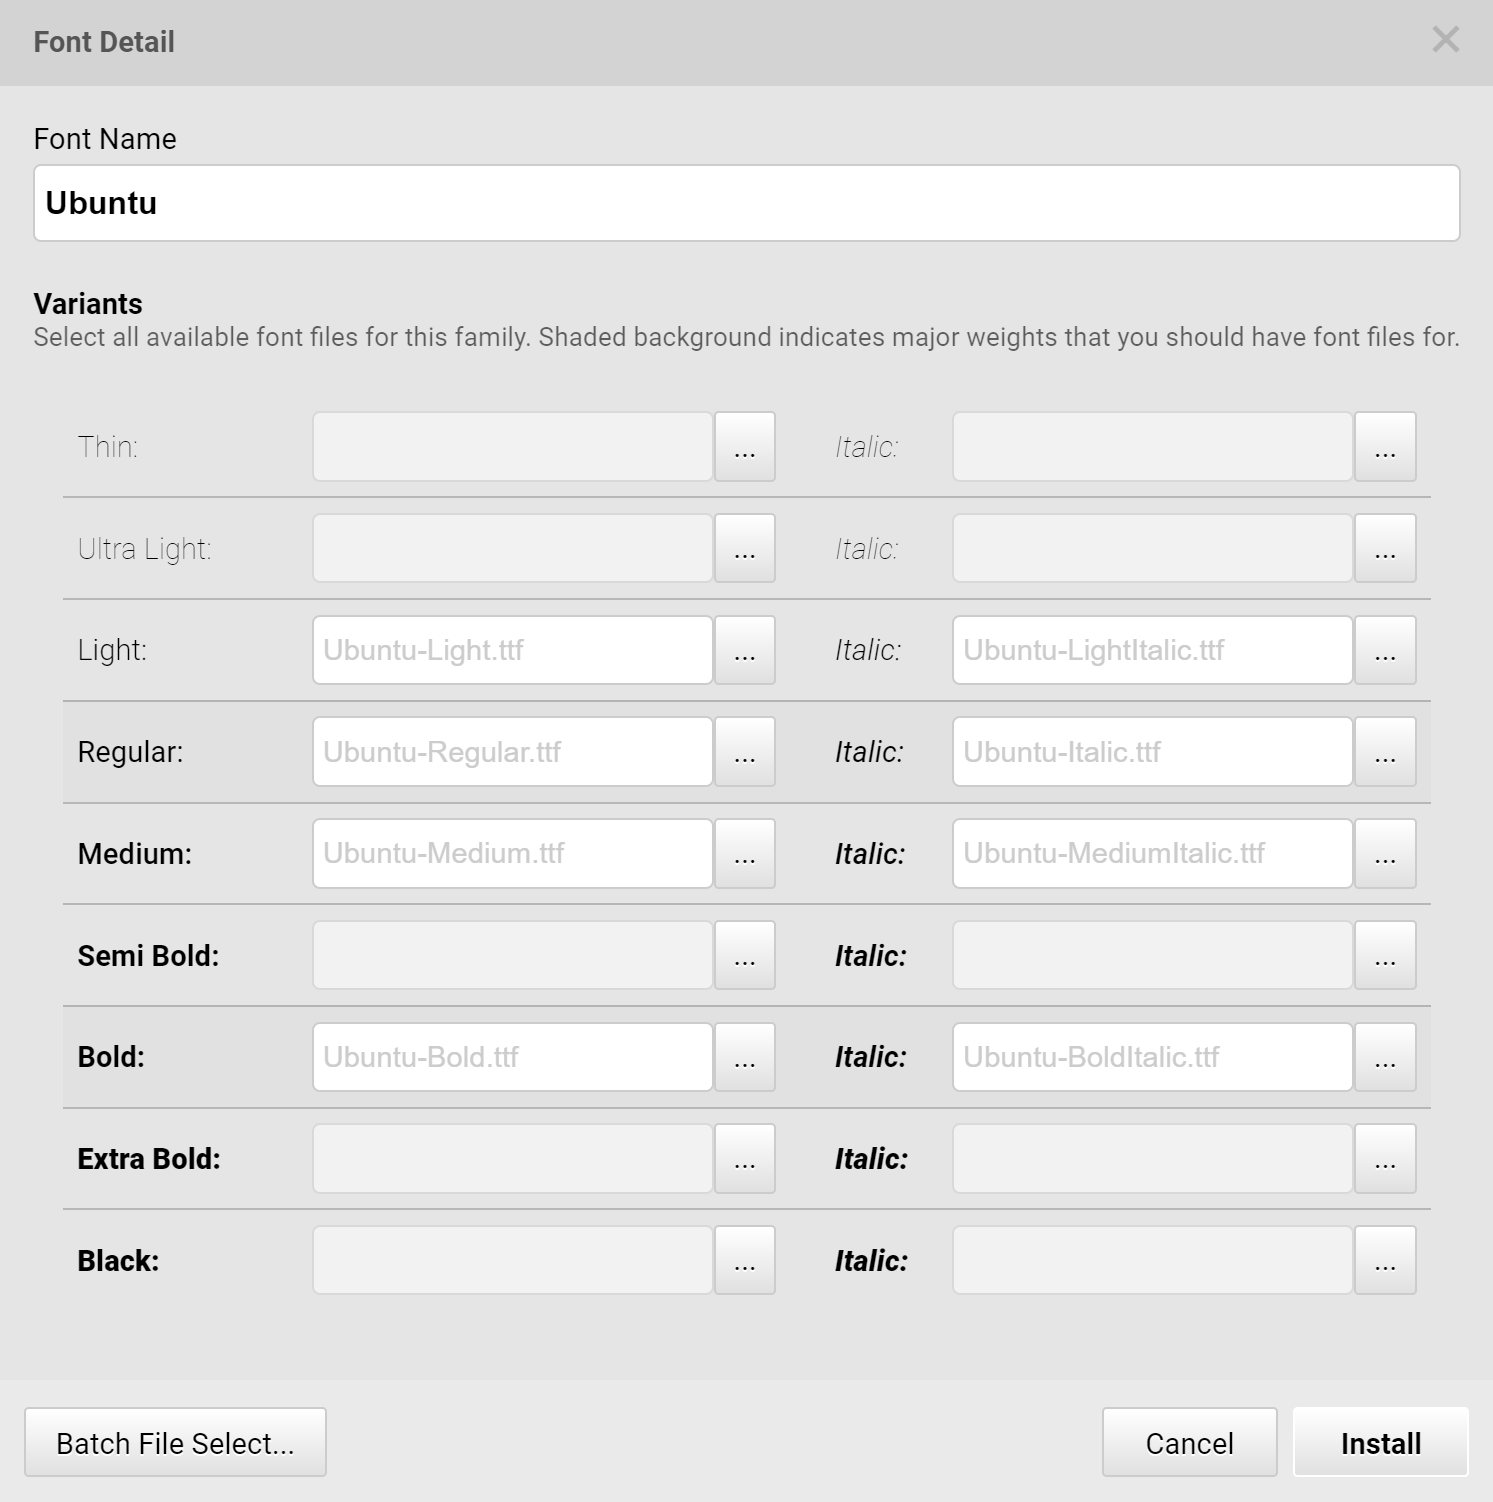 Font Detail
Font Name
Ubuntu
Variants
Select all available font files for this family. Shaded background indicates major weights that you should have font files for.
Thin: ... Italic: ...
Ultra Light: ... Italic: ...
Light: Ubuntu-Light.ttf ... Italic: Ubuntu-LightItalic.ttf ...
Regular: Ubuntu-Regular.ttf ... Italic: Ubuntu-Italic.ttf ...
Medium: Ubuntu-Medium.ttf ... Italic: Ubuntu-MediumItalic.ttf ...
Semi Bold: ... Italic: ...
Bold: Ubuntu-Bold.ttf ... Italic: Ubuntu-BoldItalic.ttf ...
Extra Bold: ... Italic: ...
Black: ... Italic: ...
Batch File Select... Cancel Install